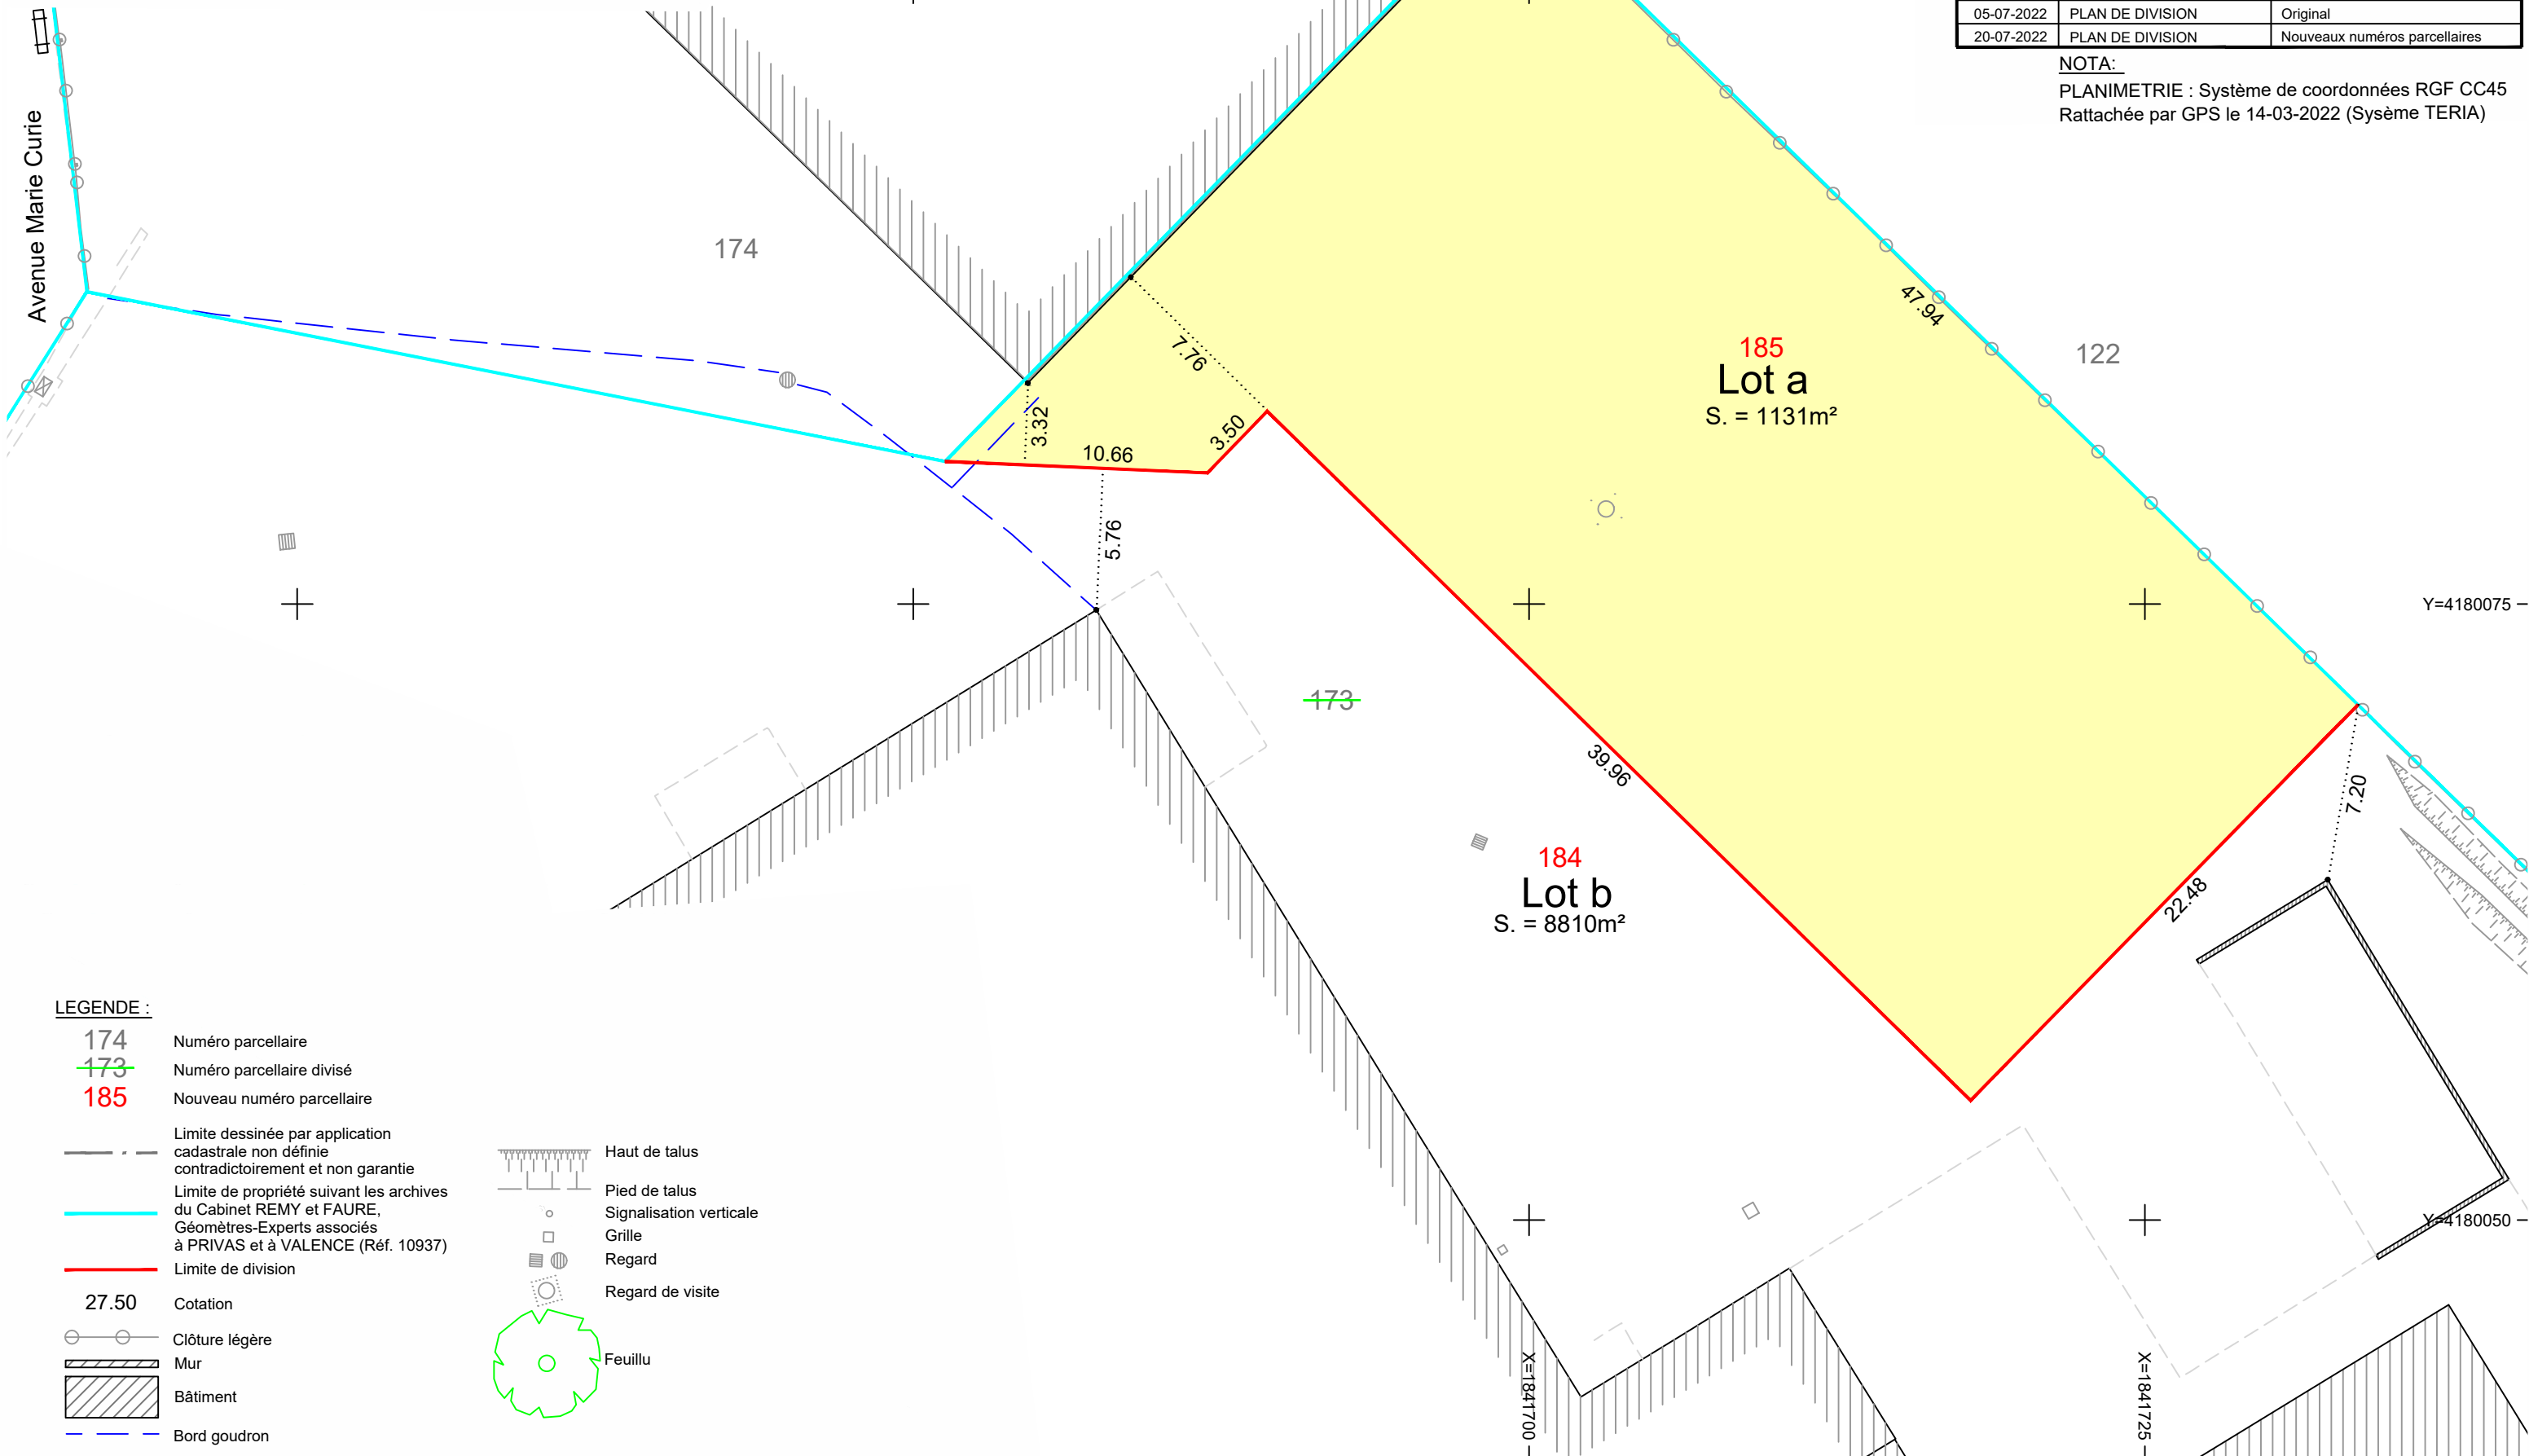 05-07-2022 PLAN DE DIVISION Original
20-07-2022 PLAN DE DIVISION Nouveaux numéros parcellaires
NOTA:
PLANIMETRIE : Système de coordonnées RGF CC45
Rattachée par GPS le 14-03-2022 (Sysème TERIA)
Avenue Marie Curie
174
7.76
3.32
10.66
3.50
5.76
47.94
185
Lot a
S. = 1131m²
122
Y=4180075
173
39.96
7.20
22.48
184
Lot b
S. = 8810m²
Y=4180050
X=1841700
X=1841725
LEGENDE :
174 Numéro parcellaire
173 Numéro parcellaire divisé
185 Nouveau numéro parcellaire
Limite dessinée par application
cadastrale non définie
contradictoirement et non garantie
Limite de propriété suivant les archives
du Cabinet REMY et FAURE,
Géomètres-Experts associés
à PRIVAS et à VALENCE (Réf. 10937)
Limite de division
27.50 Cotation
Clôture légère
Mur
Bâtiment
Bord goudron
Haut de talus
Pied de talus
Signalisation verticale
Grille
Regard
Regard de visite
Feuillu